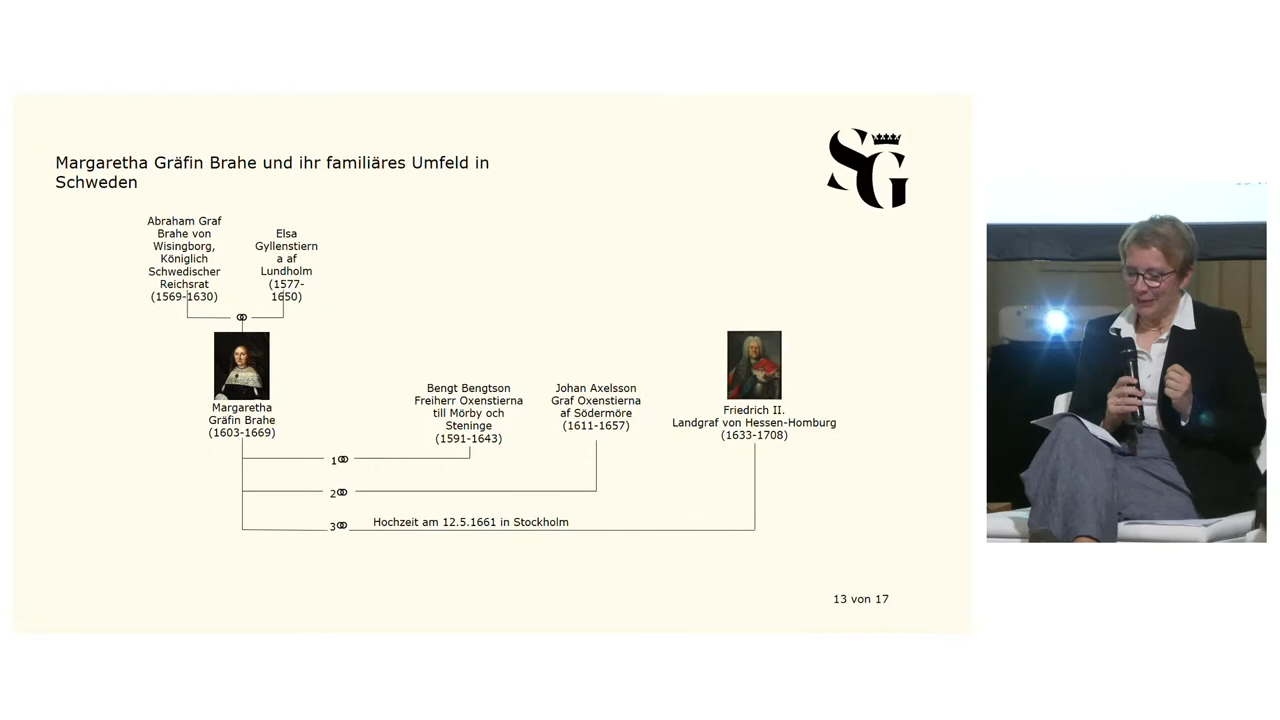 Margaretha Gräfin Brahe und ihr familiäres Umfeld in
Schweden
SG
Abraham Graf
Brahe von
Wisingborg,
Königlich
Schwedischer
Reichsrat
(1569-1630)
Elsa
Gyllenstiern
a af
Lundholm
(1577-
1650)
Margaretha
Gräfin Brahe
(1603-1669)
Bengt Bengtson
Freiherr Oxenstierna
till Mörby och
Steninge
(1591-1643)
Johan Axelsson
Graf Oxenstierna
af Södermöre
(1611-1657)
Friedrich II.
Landgraf von Hessen-Homburg
(1633-1708)
1
2
3
Hochzeit am 12.5.1661 in Stockholm
13 von 17